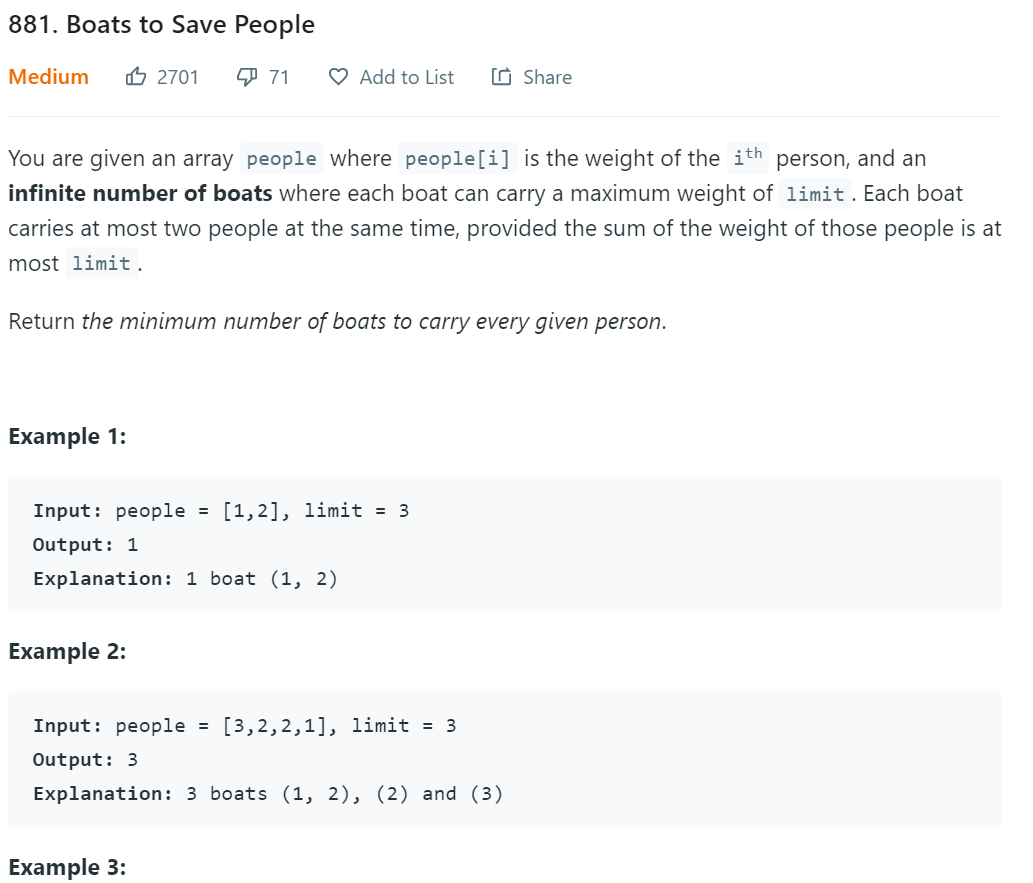 881. Boats to Save People
Medium 2701 71 Add to List Share
You are given an array people where people[i] is the weight of the ith person, and an
infinite number of boats where each boat can carry a maximum weight of limit. Each boat
carries at most two people at the same time, provided the sum of the weight of those people is at
most limit.
Return the minimum number of boats to carry every given person.
Example 1:
Input: people = [1,2], limit = 3
Output: 1
Explanation: 1 boat (1, 2)
Example 2:
Input: people = [3,2,2,1], limit = 3
Output: 3
Explanation: 3 boats (1, 2), (2) and (3)
Example 3: